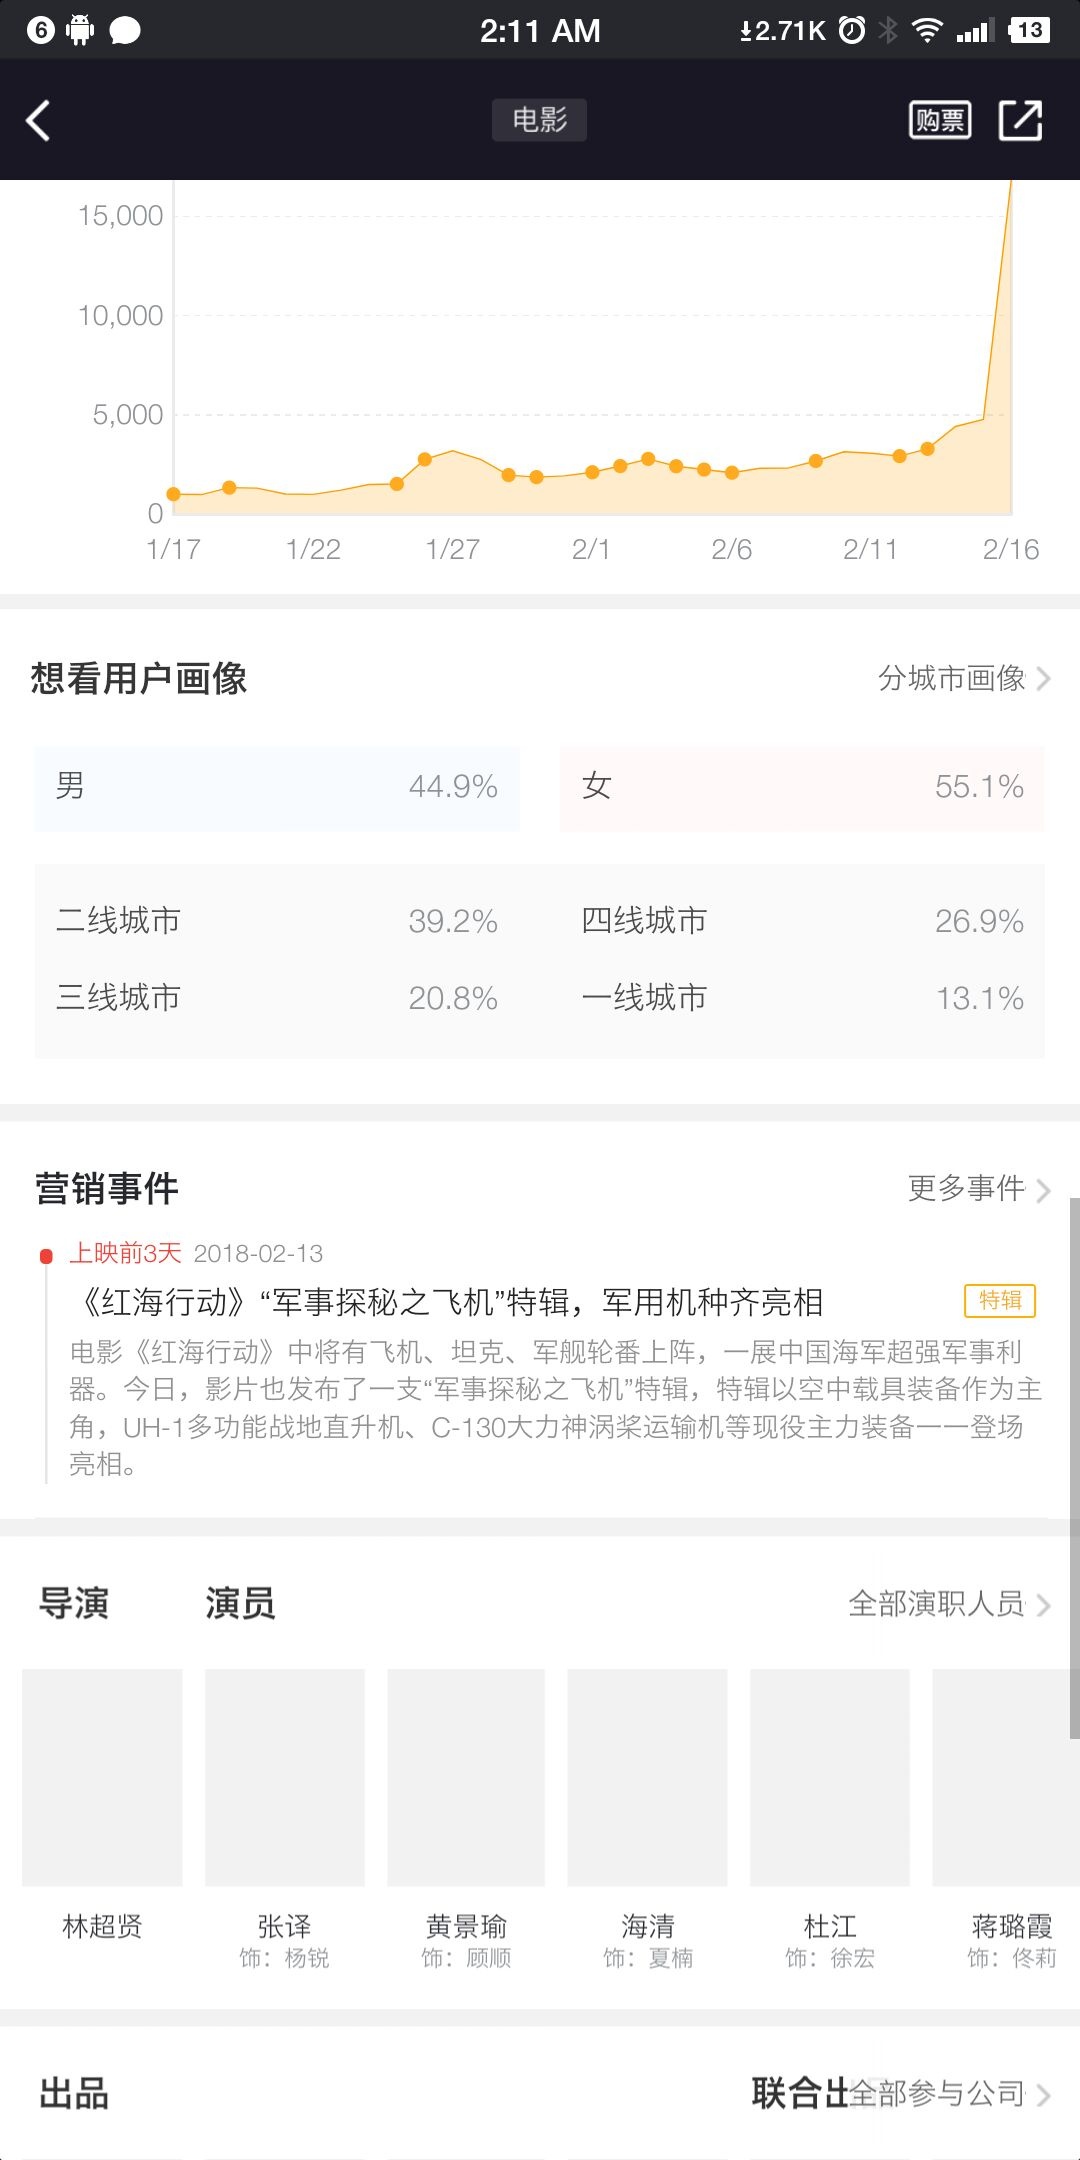 6
2:11 AM
2.71K
13
电影
购票
15,000
10,000
5,000
0
1/17 1/22 1/27 2/1 2/6 2/11 2/16
想看用户画像 分城市画像
男 44.9% 女 55.1%
二线城市 39.2% 四线城市 26.9%
三线城市 20.8% 一线城市 13.1%
营销事件 更多事件
上映前3天 2018-02-13
《红海行动》“军事探秘之飞机”特辑，军用机种齐亮相 特辑
电影《红海行动》中将有飞机、坦克、军舰轮番上阵，一展中国海军超强军事利
器。今日，影片也发布了一支“军事探秘之飞机”特辑，特辑以空中载具装备作为主
角，UH-1多功能战地直升机、C-130大力神涡桨运输机等现役主力装备一一登场
亮相。
导演 演员 全部演职人员
林超贤 张译 黄景瑜 海清 杜江 蒋璐霞
饰：杨锐 饰：顾顺 饰：夏楠 饰：徐宏 饰：佟莉
出品 联合出 全部参与公司